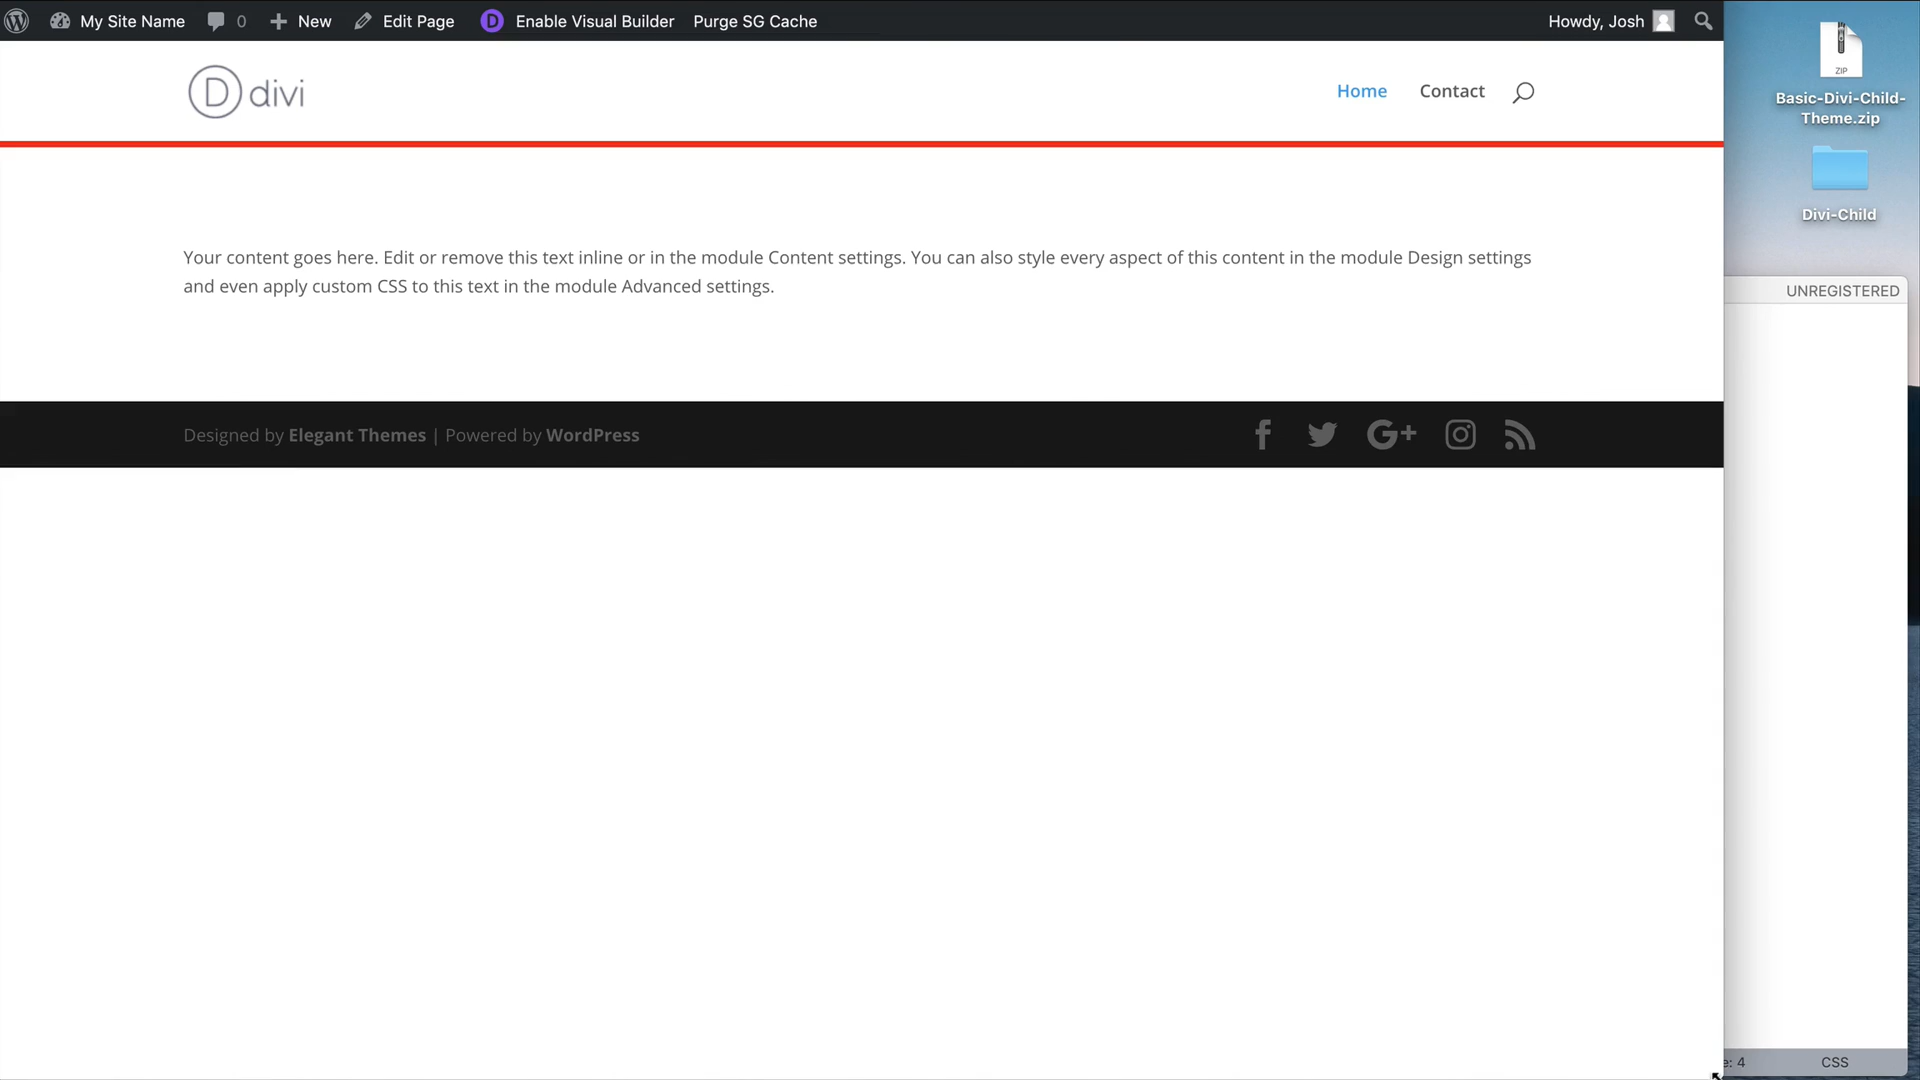 My Site Name 0 New Edit Page Enable Visual Builder Purge SG Cache Howdy, Josh
D divi Home Contact
Your content goes here. Edit or remove this text inline or in the module Content settings. You can also style every aspect of this content in the module Design settings
and even apply custom CSS to this text in the module Advanced settings.
Designed by Elegant Themes | Powered by WordPress
ZIP
Basic-Divi-Child-
Theme.zip
Divi-Child
UNREGISTERED
e: 4 CSS